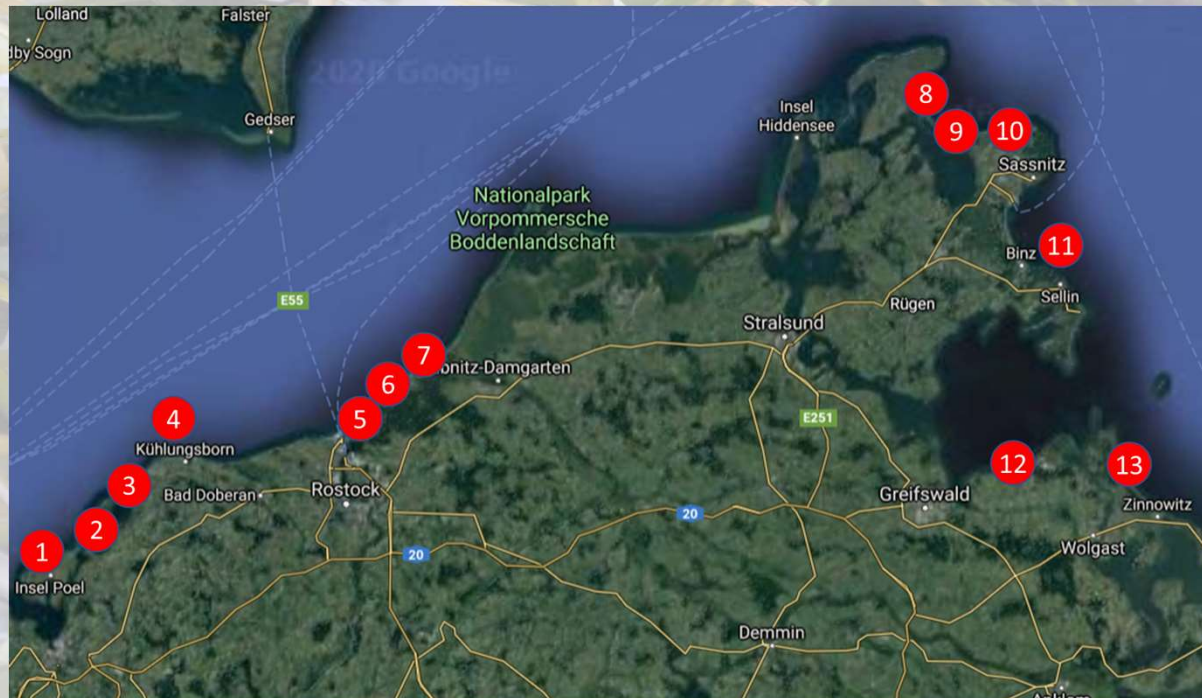 Lolland
Falster
dby Sogn
2020 Google
Gedser
Insel
Hiddensee
8
9
10
Sassnitz
Nationalpark
Vorpommersche
Boddenlandschaft
Binz
11
Sellin
E55
Rügen
Stralsund
7
bnitz-Damgarten
6
5
E251
4
Kühlungsborn
12
13
3
Bad Doberan
Rostock
Greifswald
Zinnowitz
2
20
1
20
Wolgast
Insel Poel
Demmin